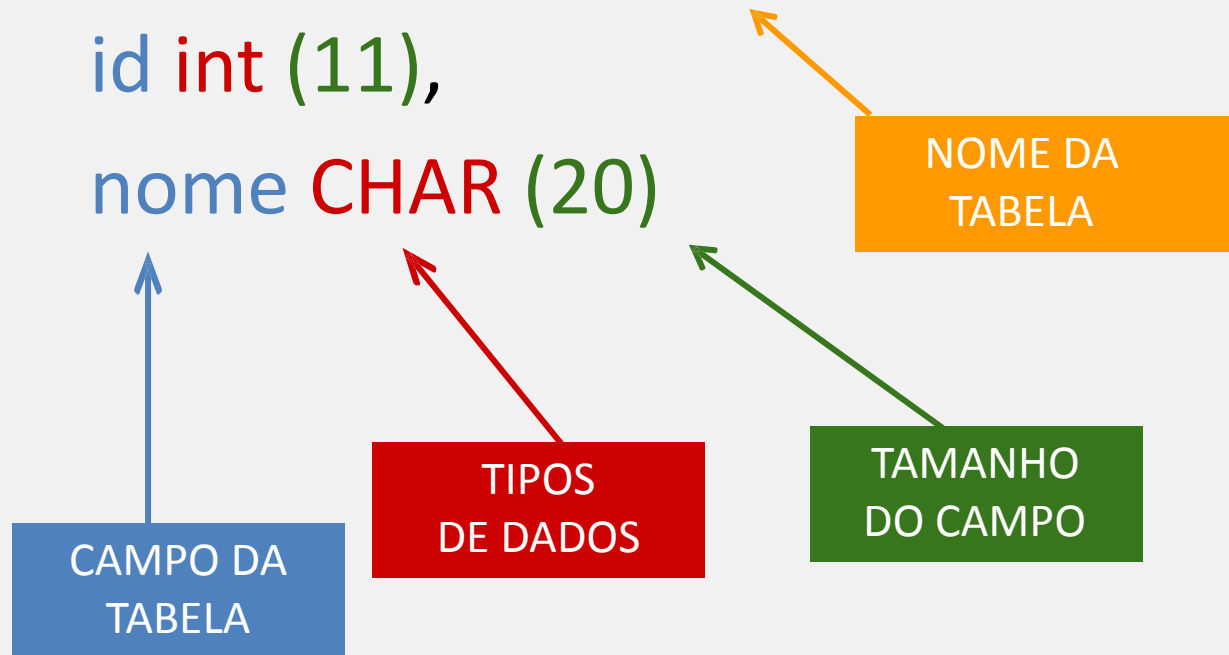 id int (11),
nome CHAR (20)
NOME DA
TABELA
TIPOS
DE DADOS
TAMANHO
DO CAMPO
CAMPO DA
TABELA